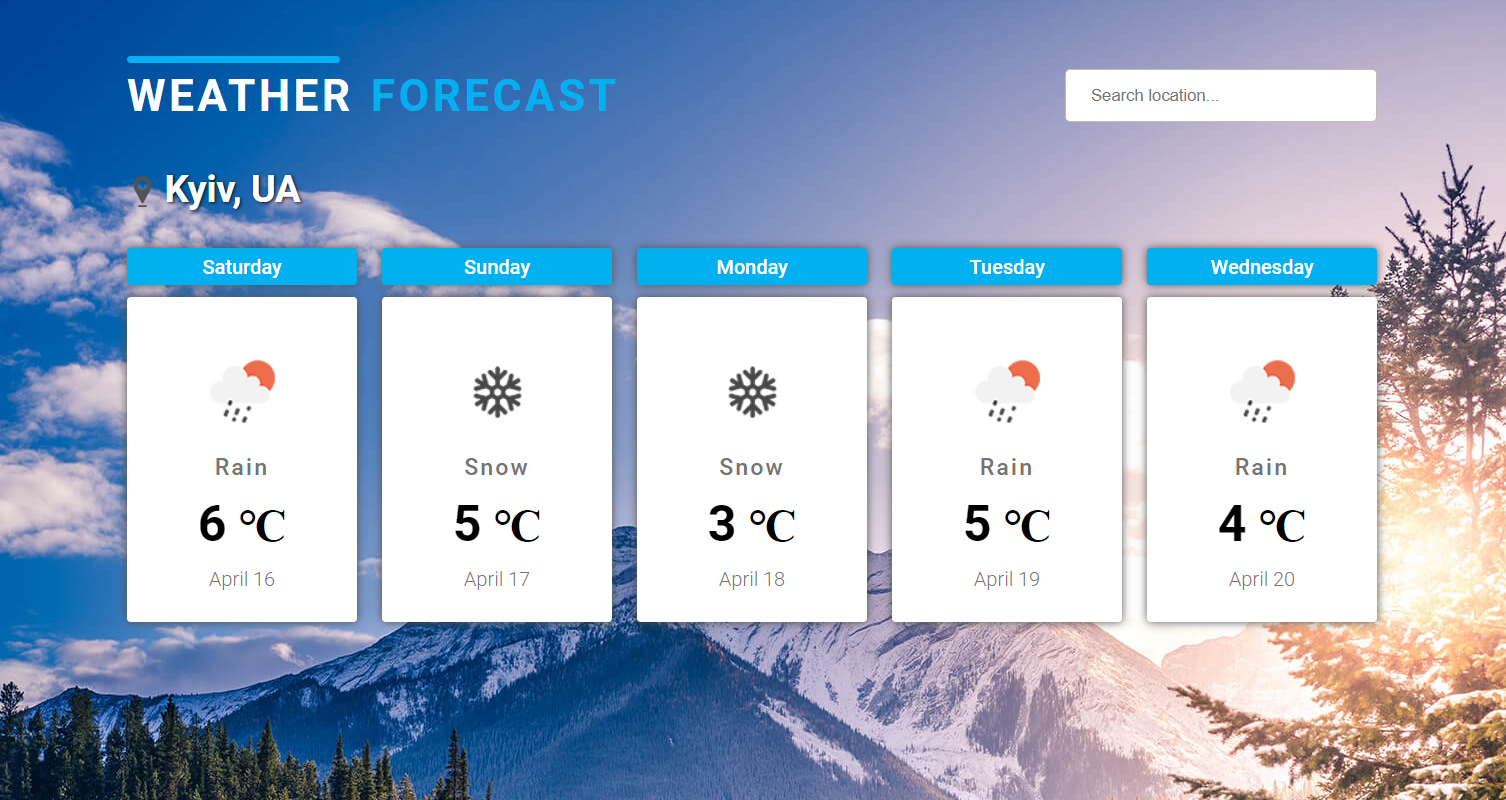 WEATHER FORECAST
Search location...
Kyiv, UA
Saturday
Rain
6 °C
April 16
Sunday
Snow
5 °C
April 17
Monday
Snow
3 °C
April 18
Tuesday
Rain
5 °C
April 19
Wednesday
Rain
4 °C
April 20